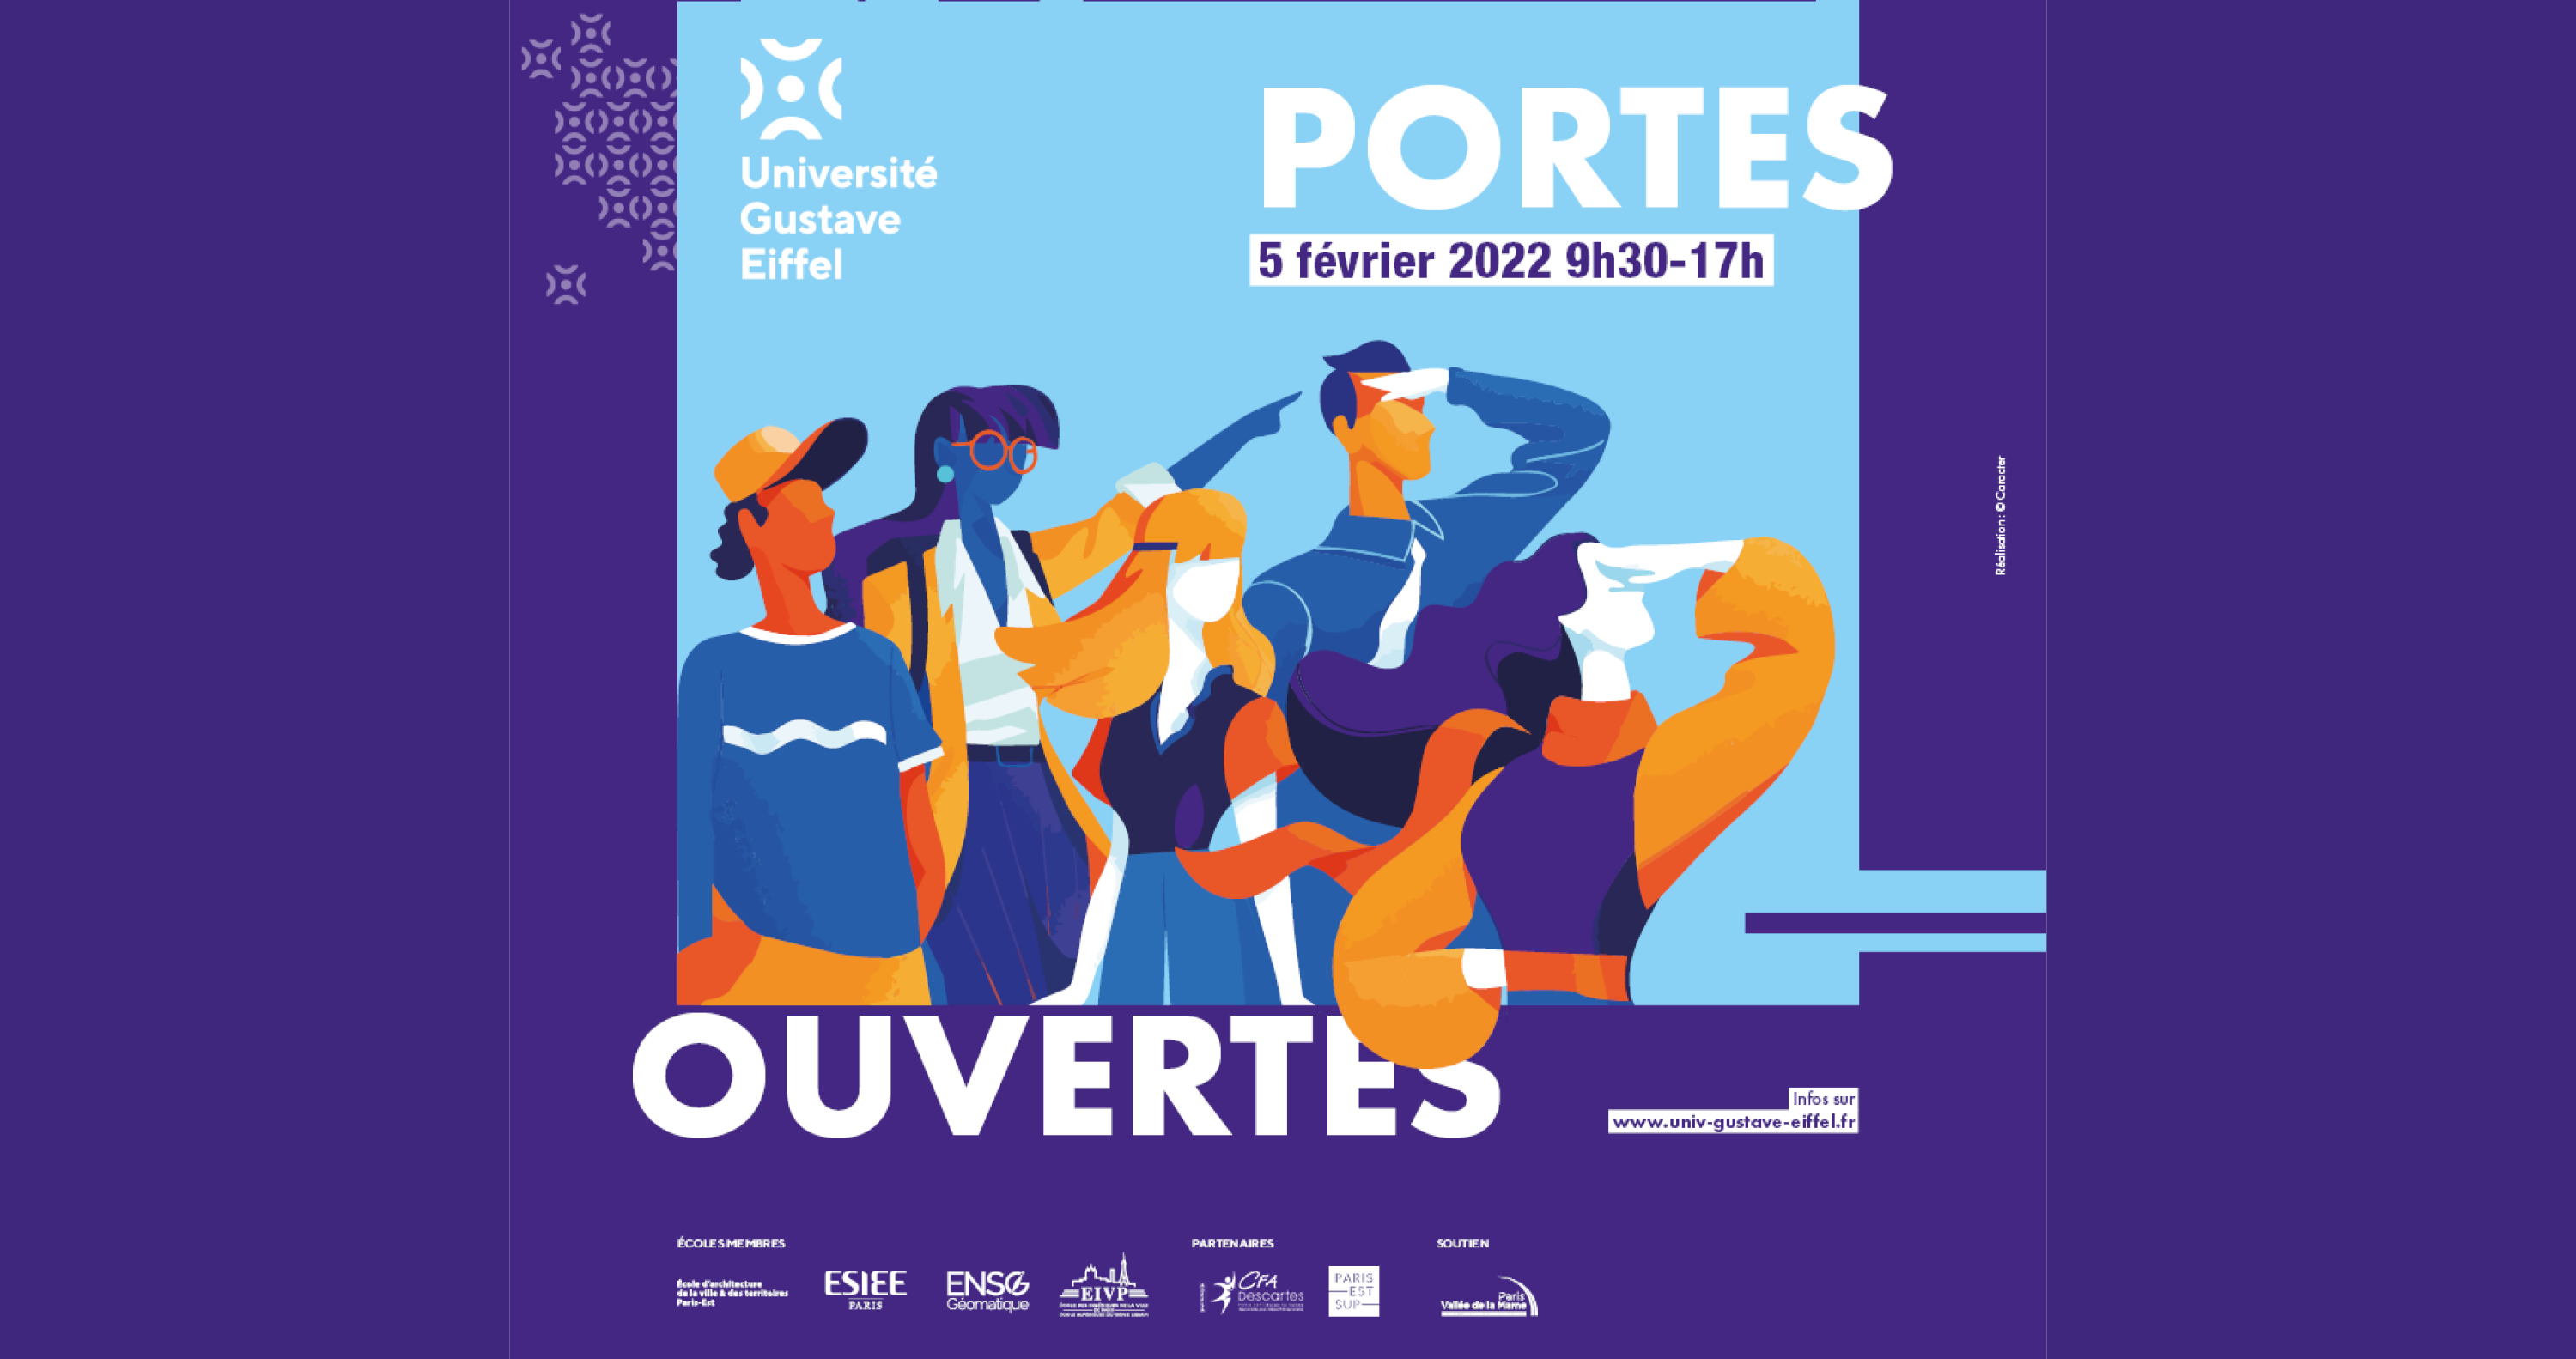 Université
Gustave
Eiffel
PORTES
5 février 2022 9h30-17h
Réalisation : © Caracter
OUVERTES
Infos sur
www.univ-gustave-eiffel.fr
ÉCOLES MEMBRES
École d'architecture
de la ville & des territoires
Paris-Est
ESIEE
PARIS
ENSG
Géomatique
EIVP
PARTENAIRES
CFA
Descartes
PARIS
EST
SUP
SOUTIEN
Paris
Vallée de la Marne